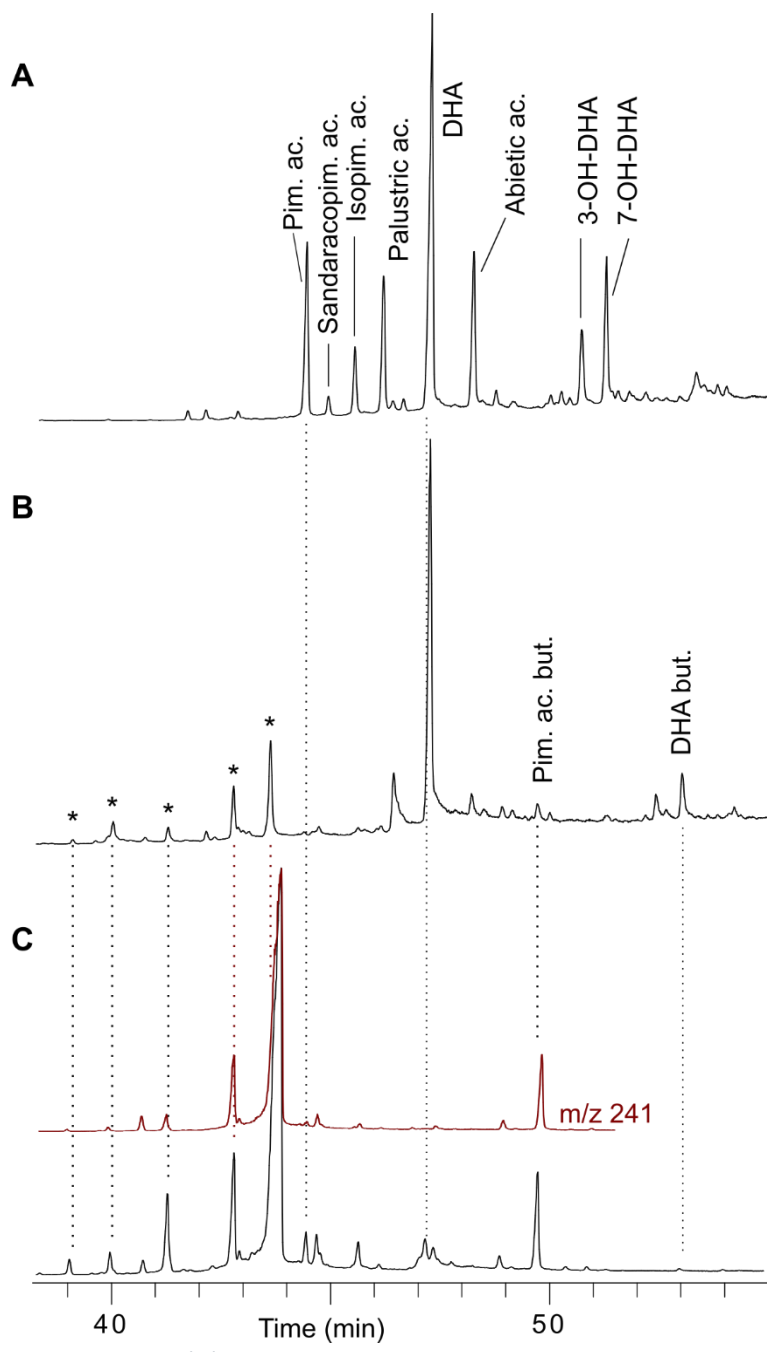 A
Pim. ac.
Sandaracopim. ac.
Isopim. ac.
Palustric ac.
DHA
Abietic ac.
3-OH-DHA
7-OH-DHA
B
*
*
*
*
*
Pim. ac. but.
DHA but.
C
m/z 241
40
Time (min)
50